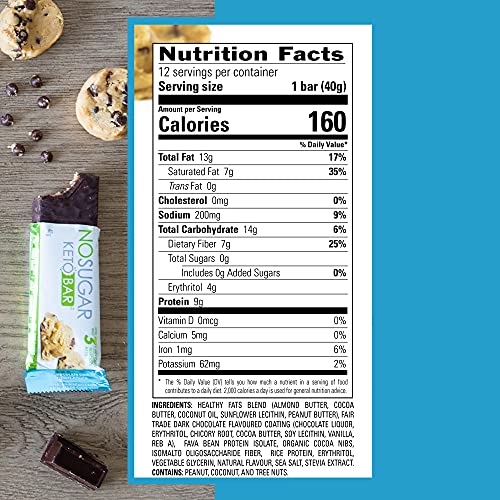 Nutrition Facts
12 servings per container
Serving size 1 bar (40g)
Amount per Serving
Calories 160
% Daily Value*
Total Fat 13g 17%
Saturated Fat 7g 35%
Trans Fat 0g
Cholesterol 0mg 0%
Sodium 200mg 9%
Total Carbohydrate 14g 6%
Dietary Fiber 7g 25%
Total Sugars 0g
Includes 0g Added Sugars 0%
Erythritol 4g
Protein 9g
Vitamin D 0mcg 0%
Calcium 5mg 0%
Iron 1mg 6%
Potassium 62mg 2%
* The % Daily Value (DV) tells you how much a nutrient in a serving of food
contributes to a daily diet. 2,000 calories a day is used for general nutrition advice.
INGREDIENTS: HEALTHY FATS BLEND (ALMOND BUTTER, COCOA
BUTTER, COCONUT OIL, SUNFLOWER LECITHIN, PEANUT BUTTER), FAIR
TRADE DARK CHOCOLATE FLAVOURED COATING (CHOCOLATE LIQUOR,
ERYTHRITOL, CHICORY ROOT, COCOA BUTTER, SOY LECITHIN, VANILLA,
REB A), FAVA BEAN PROTEIN ISOLATE, ORGANIC COCOA NIBS,
ISOMALTO OLIGOSACCHARIDE FIBER, RICE PROTEIN, ERYTHRITOL,
VEGETABLE GLYCERIN, NATURAL FLAVOUR, SEA SALT, STEVIA EXTRACT.
CONTAINS: PEANUT, COCONUT, AND TREE NUTS.
NO SUGAR
KETO BAR
3